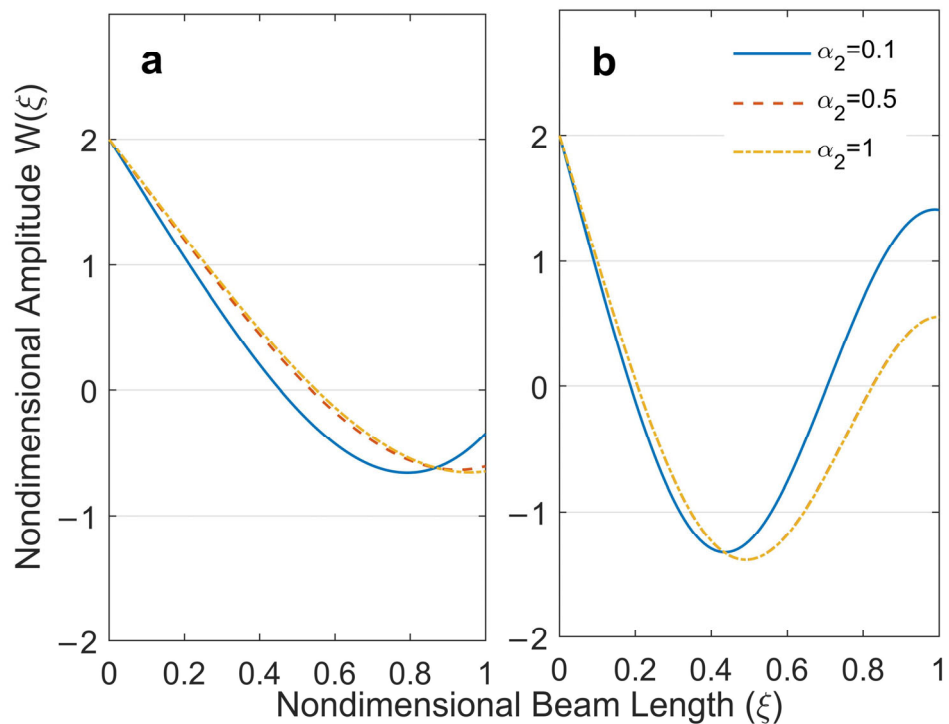 a
b
α₂=0.1
α₂=0.5
α₂=1
Nondimensional Amplitude W(ξ)
2
1
0
−1
−2
0 0.2 0.4 0.6 0.8 1
2
1
0
−1
−2
0 0.2 0.4 0.6 0.8 1
Nondimensional Beam Length (ξ)